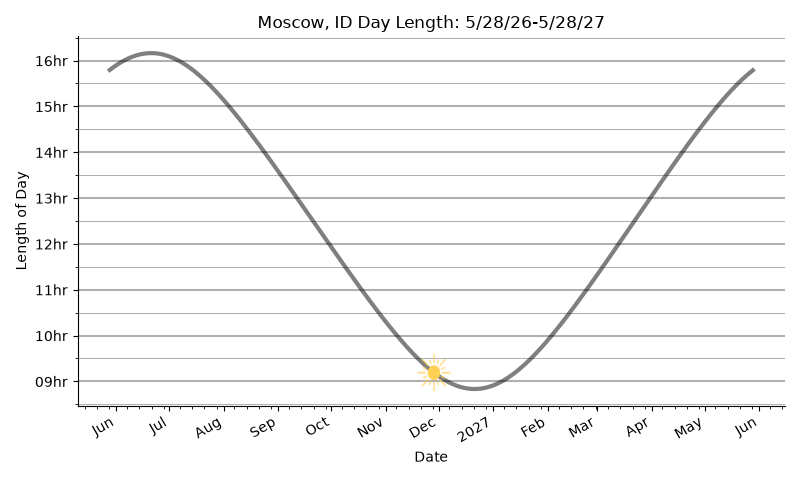 Moscow, ID Day Length: 5/28/26-5/28/27
16hr
15hr
14hr
13hr
12hr
11hr
10hr
09hr
Length of Day
Jun
Jul
Aug
Sep
Oct
Nov
Dec
2027
Feb
Mar
Apr
May
Jun
Date